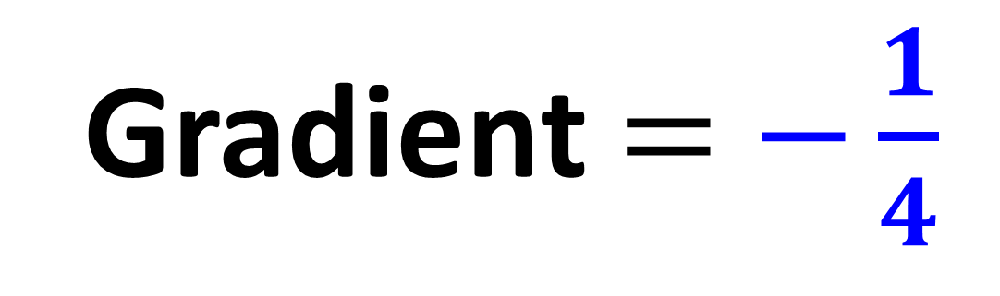 Gradient = − 1/4